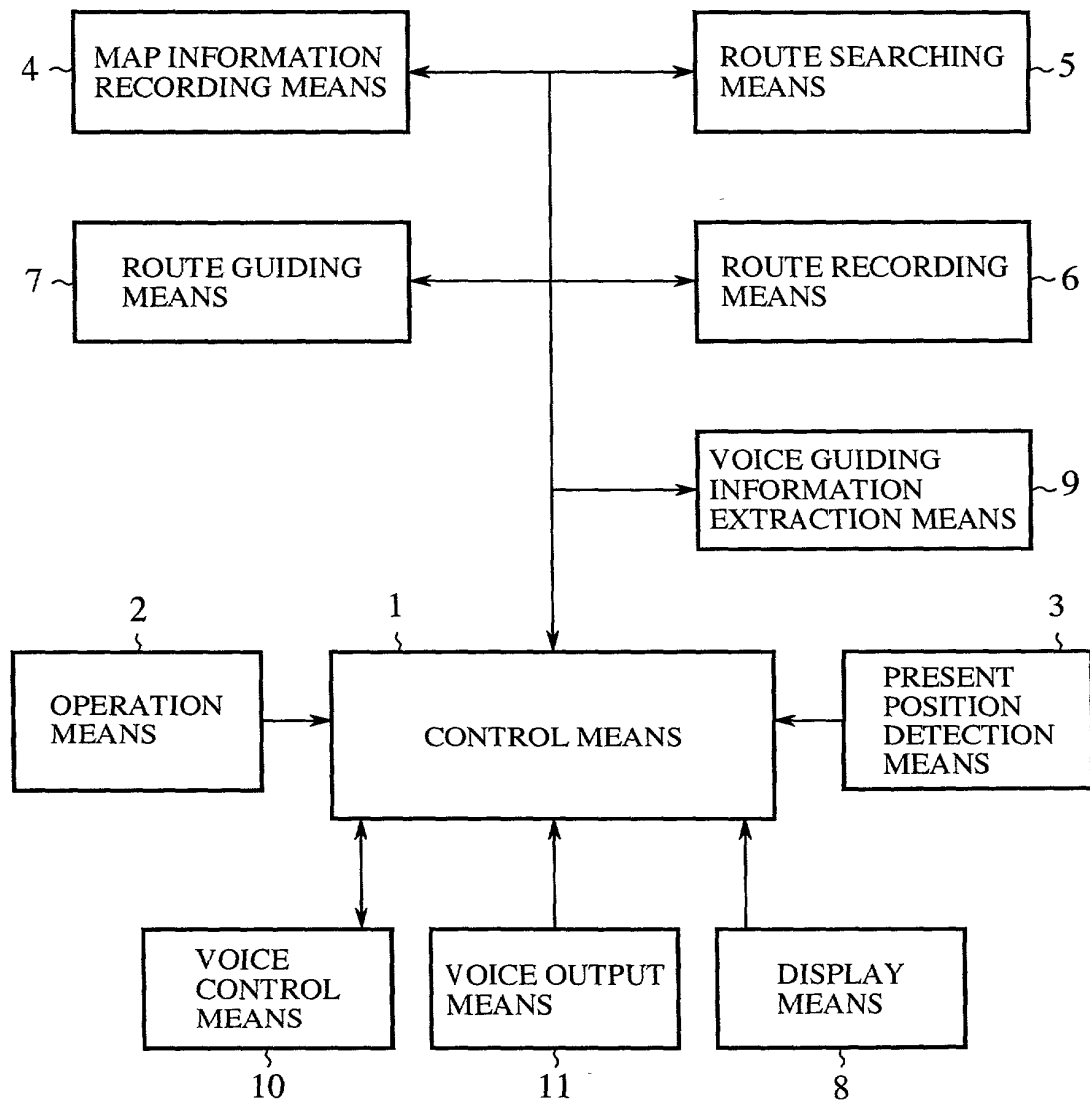 4
MAP INFORMATION
RECORDING MEANS
ROUTE SEARCHING
MEANS
5
7
ROUTE GUIDING
MEANS
ROUTE RECORDING
MEANS
6
VOICE GUIDING
INFORMATION
EXTRACTION MEANS
9
2
OPERATION
MEANS
1
CONTROL MEANS
3
PRESENT
POSITION
DETECTION
MEANS
VOICE
CONTROL
MEANS
10
VOICE OUTPUT
MEANS
11
DISPLAY
MEANS
8